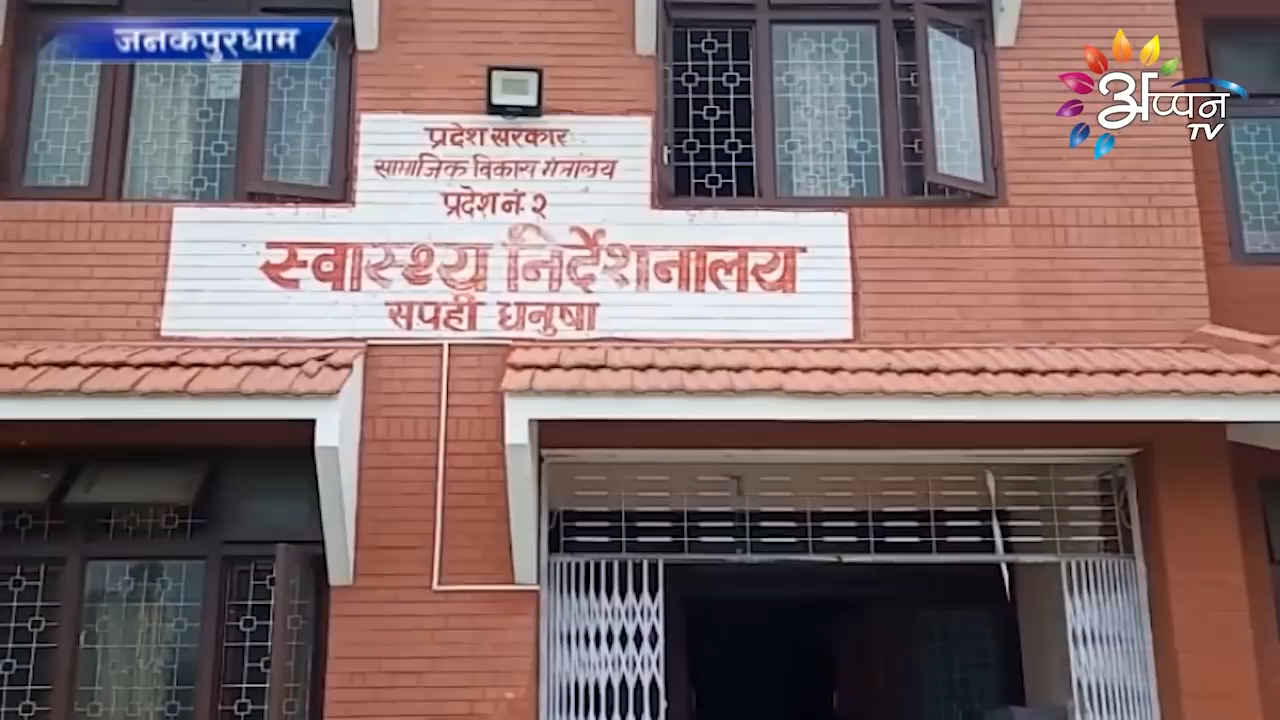 जनकपुरधाम
अप्पन
TV
प्रदेश सरकार
सामाजिक विकास मंत्रालय
प्रदेश नं. २
स्वास्थ्य निर्देशनालय
सपही धनुषा